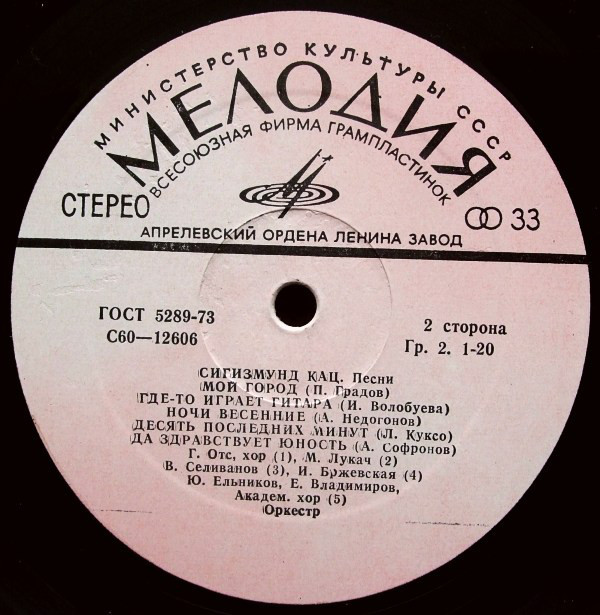 МИНИСТЕРСТВО КУЛЬТУРЫ СССР
МЕЛОДИЯ
ВСЕСОЮЗНАЯ ФИРМА ГРАМПЛАСТИНОК
СТЕРЕО
33
АПРЕЛЕВСКИЙ ОРДЕНА ЛЕНИНА ЗАВОД
ГОСТ 5289-73
С60—12606
2 сторона
Гр. 2. 1-20
СИГИЗМУНД КАЦ. Песни
МОЙ ГОРОД (П. Градов)
ГДЕ-ТО ИГРАЕТ ГИТАРА (И. Волобуева)
НОЧИ ВЕСЕННИЕ (А. Недогонов)
ДЕСЯТЬ ПОСЛЕДНИХ МИНУТ (Л. Куксо)
ДА ЗДРАВСТВУЕТ ЮНОСТЬ (А. Софронов)
Г. Отс, хор (1), М. Лукач (2)
В. Селиванов (3), И. Бржевская (4)
Ю. Ельников, Е. Владимиров,
Академ. хор (5)
Оркестр